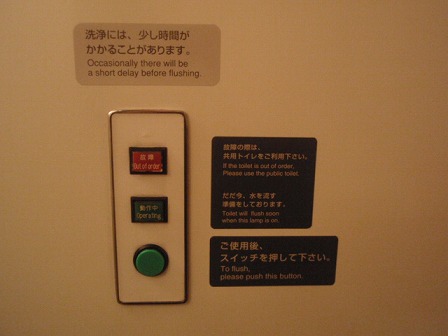 洗浄には、少し時間が
かかることがあります。
Occasionally there will be
a short delay before flushing.
故障
Out of order
故障の際は、
共用トイレをご利用下さい。
If the toilet is out of order,
Please use the public toilet.
動作中
Operating
ただ今、水を流す
準備をしております。
Toilet will flush soon
when this lamp is on.
ご使用後、
スイッチを押して下さい。
To flush,
please push this button.